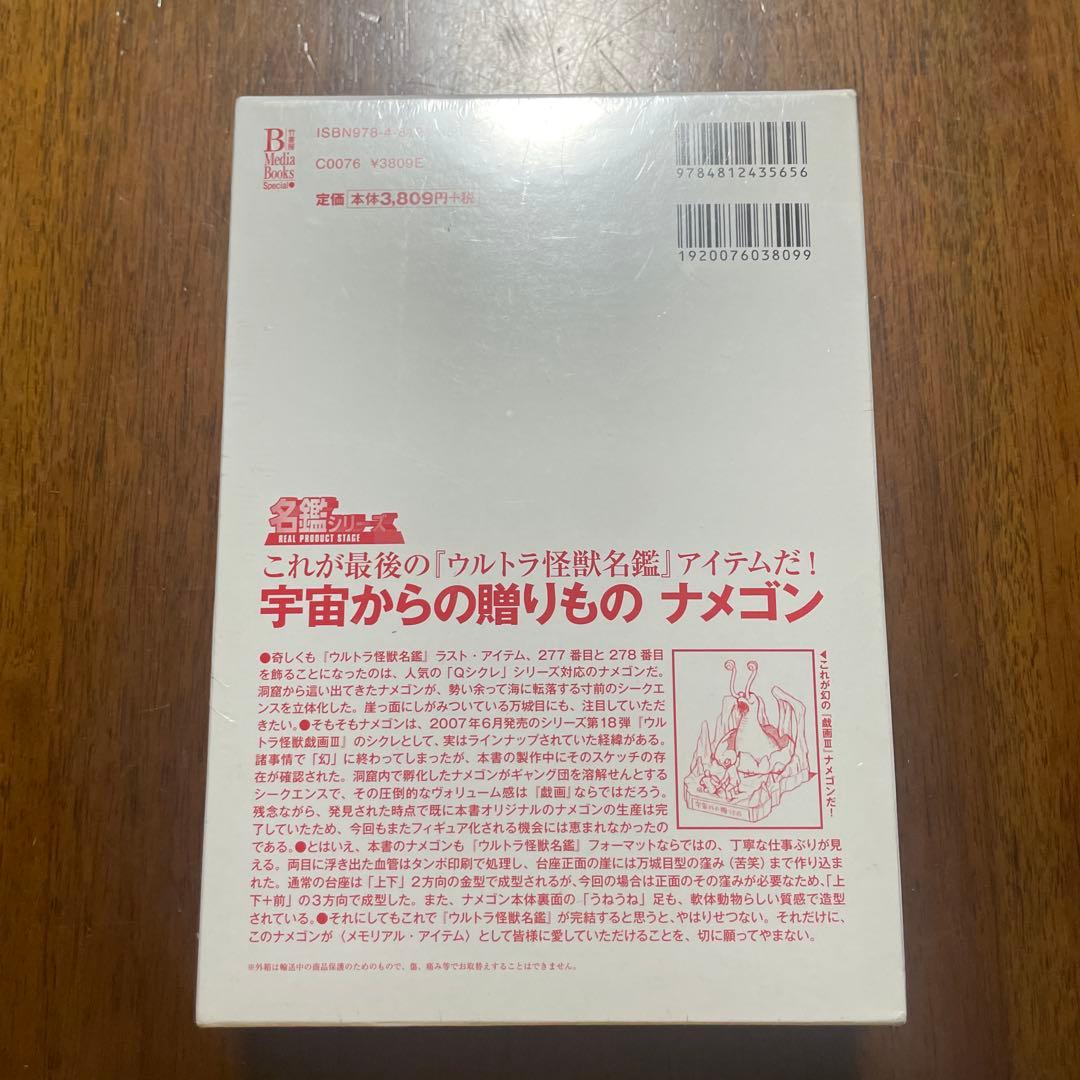 竹書房
B
Media
Books
Special●
ISBN978-4-8
C0076 ¥3809E
定価 本体3,809円+税
9784812435656
1920076038099
名鑑シリーズ
REAL PRODUCT STAGE
これが最後の『ウルトラ怪獣名鑑』アイテムだ!
宇宙からの贈りもの ナメゴン
●奇しくも『ウルトラ怪獣名鑑』ラスト・アイテム、277番目と278番目
を飾ることになったのは、人気の「Qシクレ」シリーズ対応のナメゴンだ。
洞窟から這い出てきたナメゴンが、勢い余って海に転落する寸前のシークエ
ンスを立体化した。崖っ面にしがみついている万城目にも、注目していただ
きたい。●そもそもナメゴンは、2007年6月発売のシリーズ第18弾『ウル
トラ怪獣戯画Ⅲ』のシクレとして、実はラインナップされていた経緯がある。
諸事情で「幻」に終わってしまったが、本書の製作中にそのスケッチの存
在が確認された。洞窟内で孵化したナメゴンがギャング団を溶解せんとする
シークエンスで、その圧倒的なヴォリューム感は『戯画』ならではだろう。
残念ながら、発見された時点で既に本書オリジナルのナメゴンの生産は完
了していたため、今回もまたフィギュア化される機会には恵まれなかったの
である。●とはいえ、本書のナメゴンも『ウルトラ怪獣名鑑』フォーマットならではの、丁寧な仕事ぶりが見
える。両目に浮き出た血管はタンポ印刷で処理し、台座正面の崖には万城目型の窪み（苦笑）まで作り込ま
れた。通常の台座は「上下」2方向の金型で成型されるが、今回の場合は正面のその窪みが必要なため、「上
下+前」の3方向で成型した。また、ナメゴン本体裏面の「うねうね」足も、軟体動物らしい質感で造型
されている。●それにしてもこれで『ウルトラ怪獣名鑑』が完結すると思うと、やはりせつない。それだけに、
このナメゴンが〈メモリアル・アイテム〉として皆様に愛していただけることを、切に願ってやまない。
▲これが幻の『戯画Ⅲ』ナメゴンだ!
宇宙からの贈りもの
※外箱は輸送中の商品保護のためのもので、傷、痛み等でお取替えすることはできません。